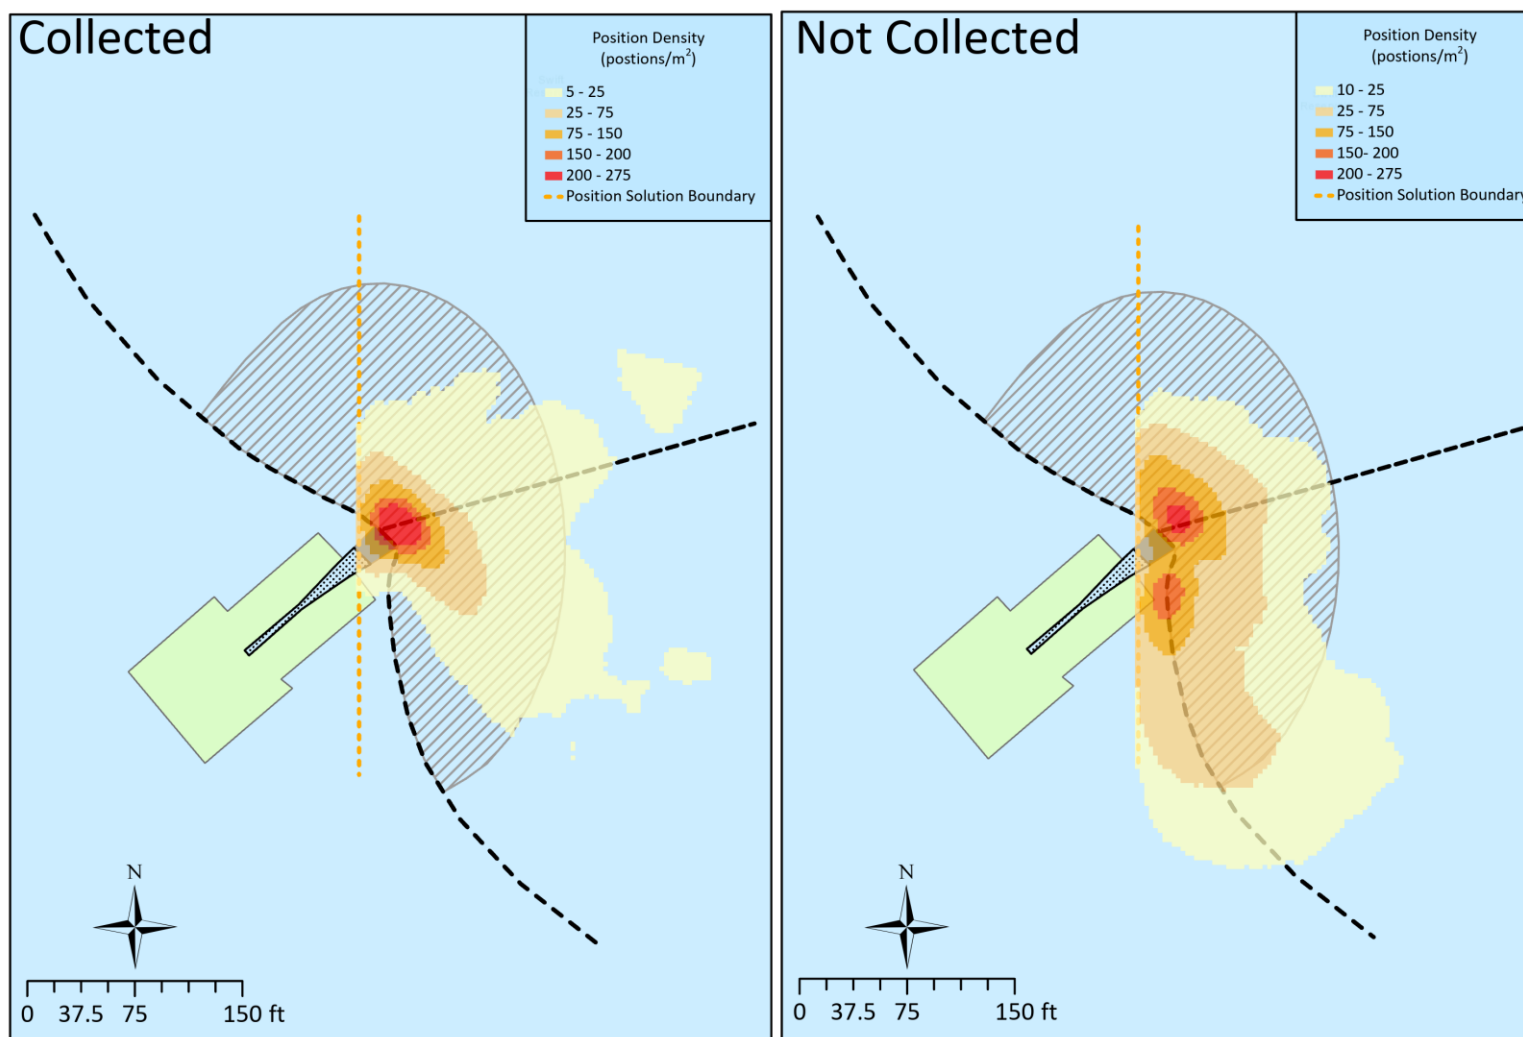 Collected
Position Density
(postions/m²)
5 - 25
25 - 75
75 - 150
150 - 200
200 - 275
Position Solution Boundary
N
0 37.5 75 150 ft
Not Collected
Position Density
(postions/m²)
10 - 25
25 - 75
75 - 150
150- 200
200 - 275
Position Solution Boundary
N
0 37.5 75 150 ft